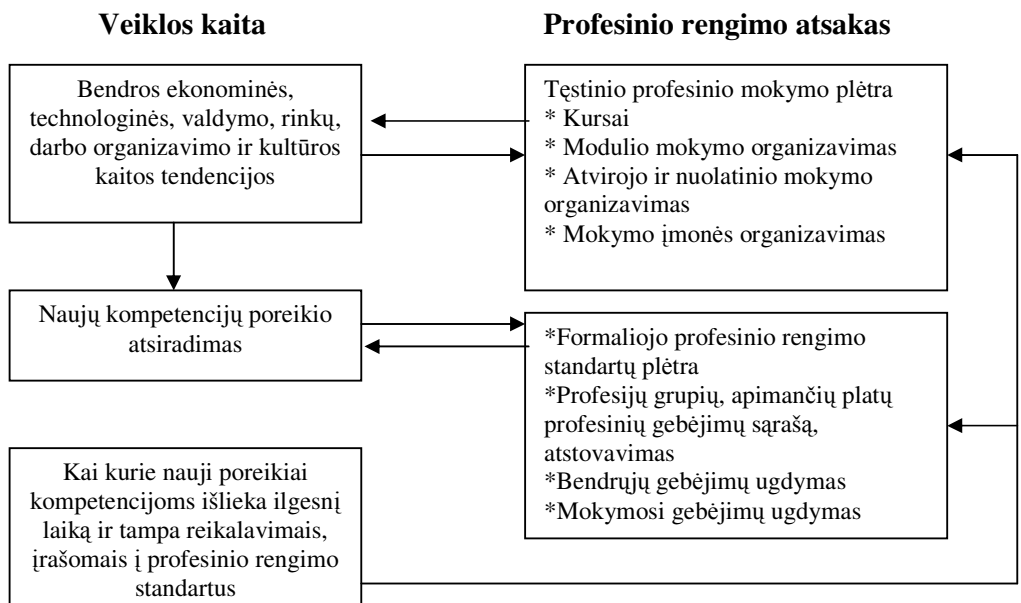 Veiklos kaita
Profesinio rengimo atsakas
Bendros ekonominės,
technologinės, valdymo, rinkų,
darbo organizavimo ir kultūros
kaitos tendencijos
Tęstinio profesinio mokymo plėtra
* Kursai
* Modulio mokymo organizavimas
* Atvirojo ir nuolatinio mokymo
organizavimas
* Mokymo įmonės organizavimas
Naujų kompetencijų poreikio
atsiradimas
*Formaliojo profesinio rengimo
standartų plėtra
*Profesijų grupių, apimančių platų
profesinių gebėjimų sąrašą,
atstovavimas
*Bendrųjų gebėjimų ugdymas
*Mokymosi gebėjimų ugdymas
Kai kurie nauji poreikiai
kompetencijoms išlieka ilgesnį
laiką ir tampa reikalavimais,
įrašomais į profesinio rengimo
standartus